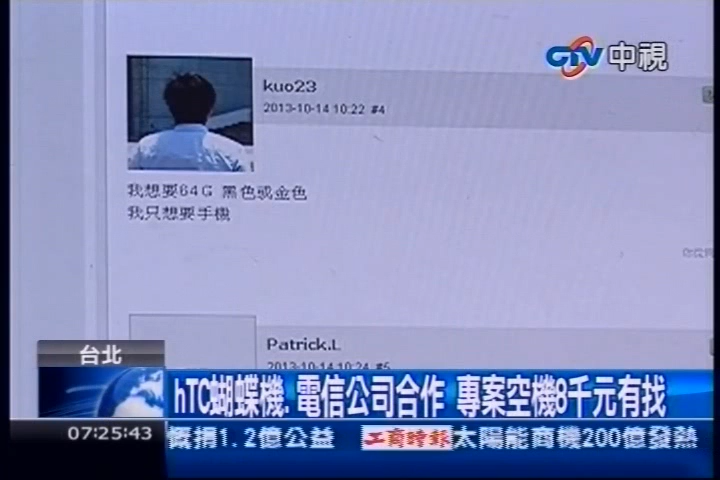 CTV中視
kuo23
2013-10-14 10:22 #4
我想要64G 黑色或金色
我只想要手機
Patrick.L
2013-10-14 10:24 #5
台北
hTC蝴蝶機.電信公司合作 專案空機8千元有找
07:25:43
慨捐1.2億公益 工商時報 太陽能商機200億發熱